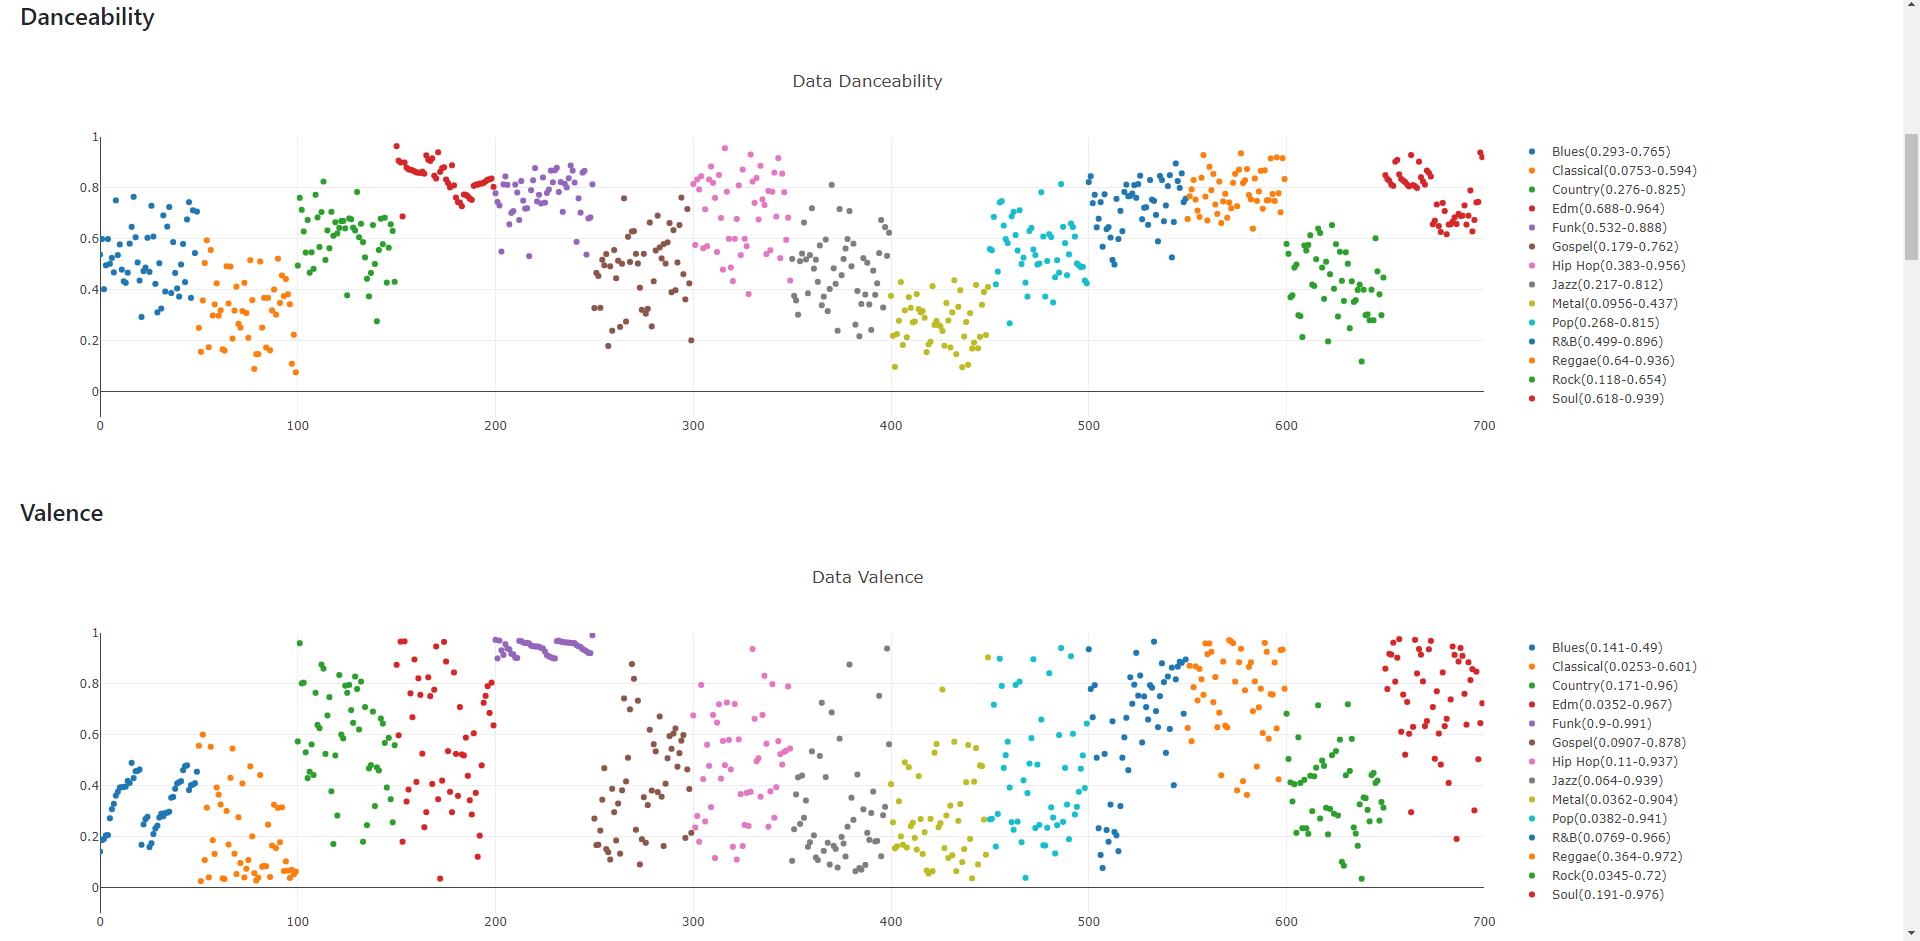 Danceability
Data Danceability
1
0.8
0.6
0.4
0.2
0
0 100 200 300 400 500 600 700
Blues(0.293-0.765)
Classical(0.0753-0.594)
Country(0.276-0.825)
Edm(0.688-0.964)
Funk(0.532-0.888)
Gospel(0.179-0.762)
Hip Hop(0.383-0.956)
Jazz(0.217-0.812)
Metal(0.0956-0.437)
Pop(0.268-0.815)
R&B(0.499-0.896)
Reggae(0.64-0.936)
Rock(0.118-0.654)
Soul(0.618-0.939)
Valence
Data Valence
1
0.8
0.6
0.4
0.2
0
0 100 200 300 400 500 600 700
Blues(0.141-0.49)
Classical(0.0253-0.601)
Country(0.171-0.96)
Edm(0.0352-0.967)
Funk(0.9-0.991)
Gospel(0.0907-0.878)
Hip Hop(0.11-0.937)
Jazz(0.064-0.939)
Metal(0.0362-0.904)
Pop(0.0382-0.941)
R&B(0.0769-0.966)
Reggae(0.364-0.972)
Rock(0.0345-0.72)
Soul(0.191-0.976)